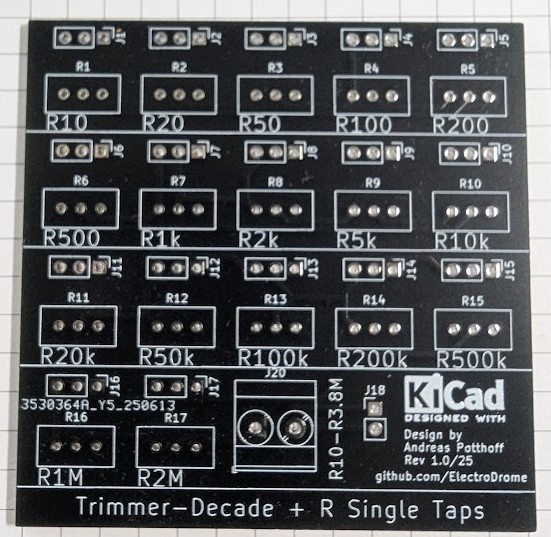 J1 J2 J3 J4 J5
R1 R2 R3 R4 R5
R10 R20 R50 R100 R200
J6 J7 J8 J9 J10
R6 R7 R8 R9 R10
R500 R1k R2k R5k R10k
J11 J12 J13 J14 J15
R11 R12 R13 R14 R15
R20k R50k R100k R200k R500k
J16 J17 J20 J18
3530364A_Y5_250613
R16 R17
R1M R2M
R10-R3.8M
KiCad
DESIGNED WITH
Design by
Andreas Potthoff
Rev 1.0/25
github.com/ElectroDrome
Trimmer-Decade + R Single Taps